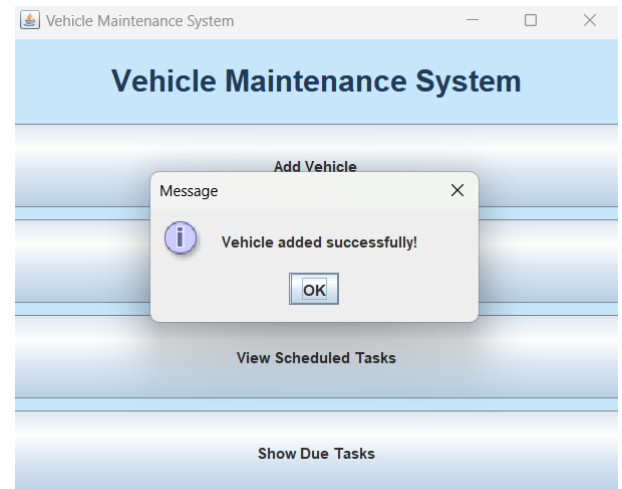 Vehicle Maintenance System
Vehicle Maintenance System
Add Vehicle
Message
Vehicle added successfully!
OK
View Scheduled Tasks
Show Due Tasks